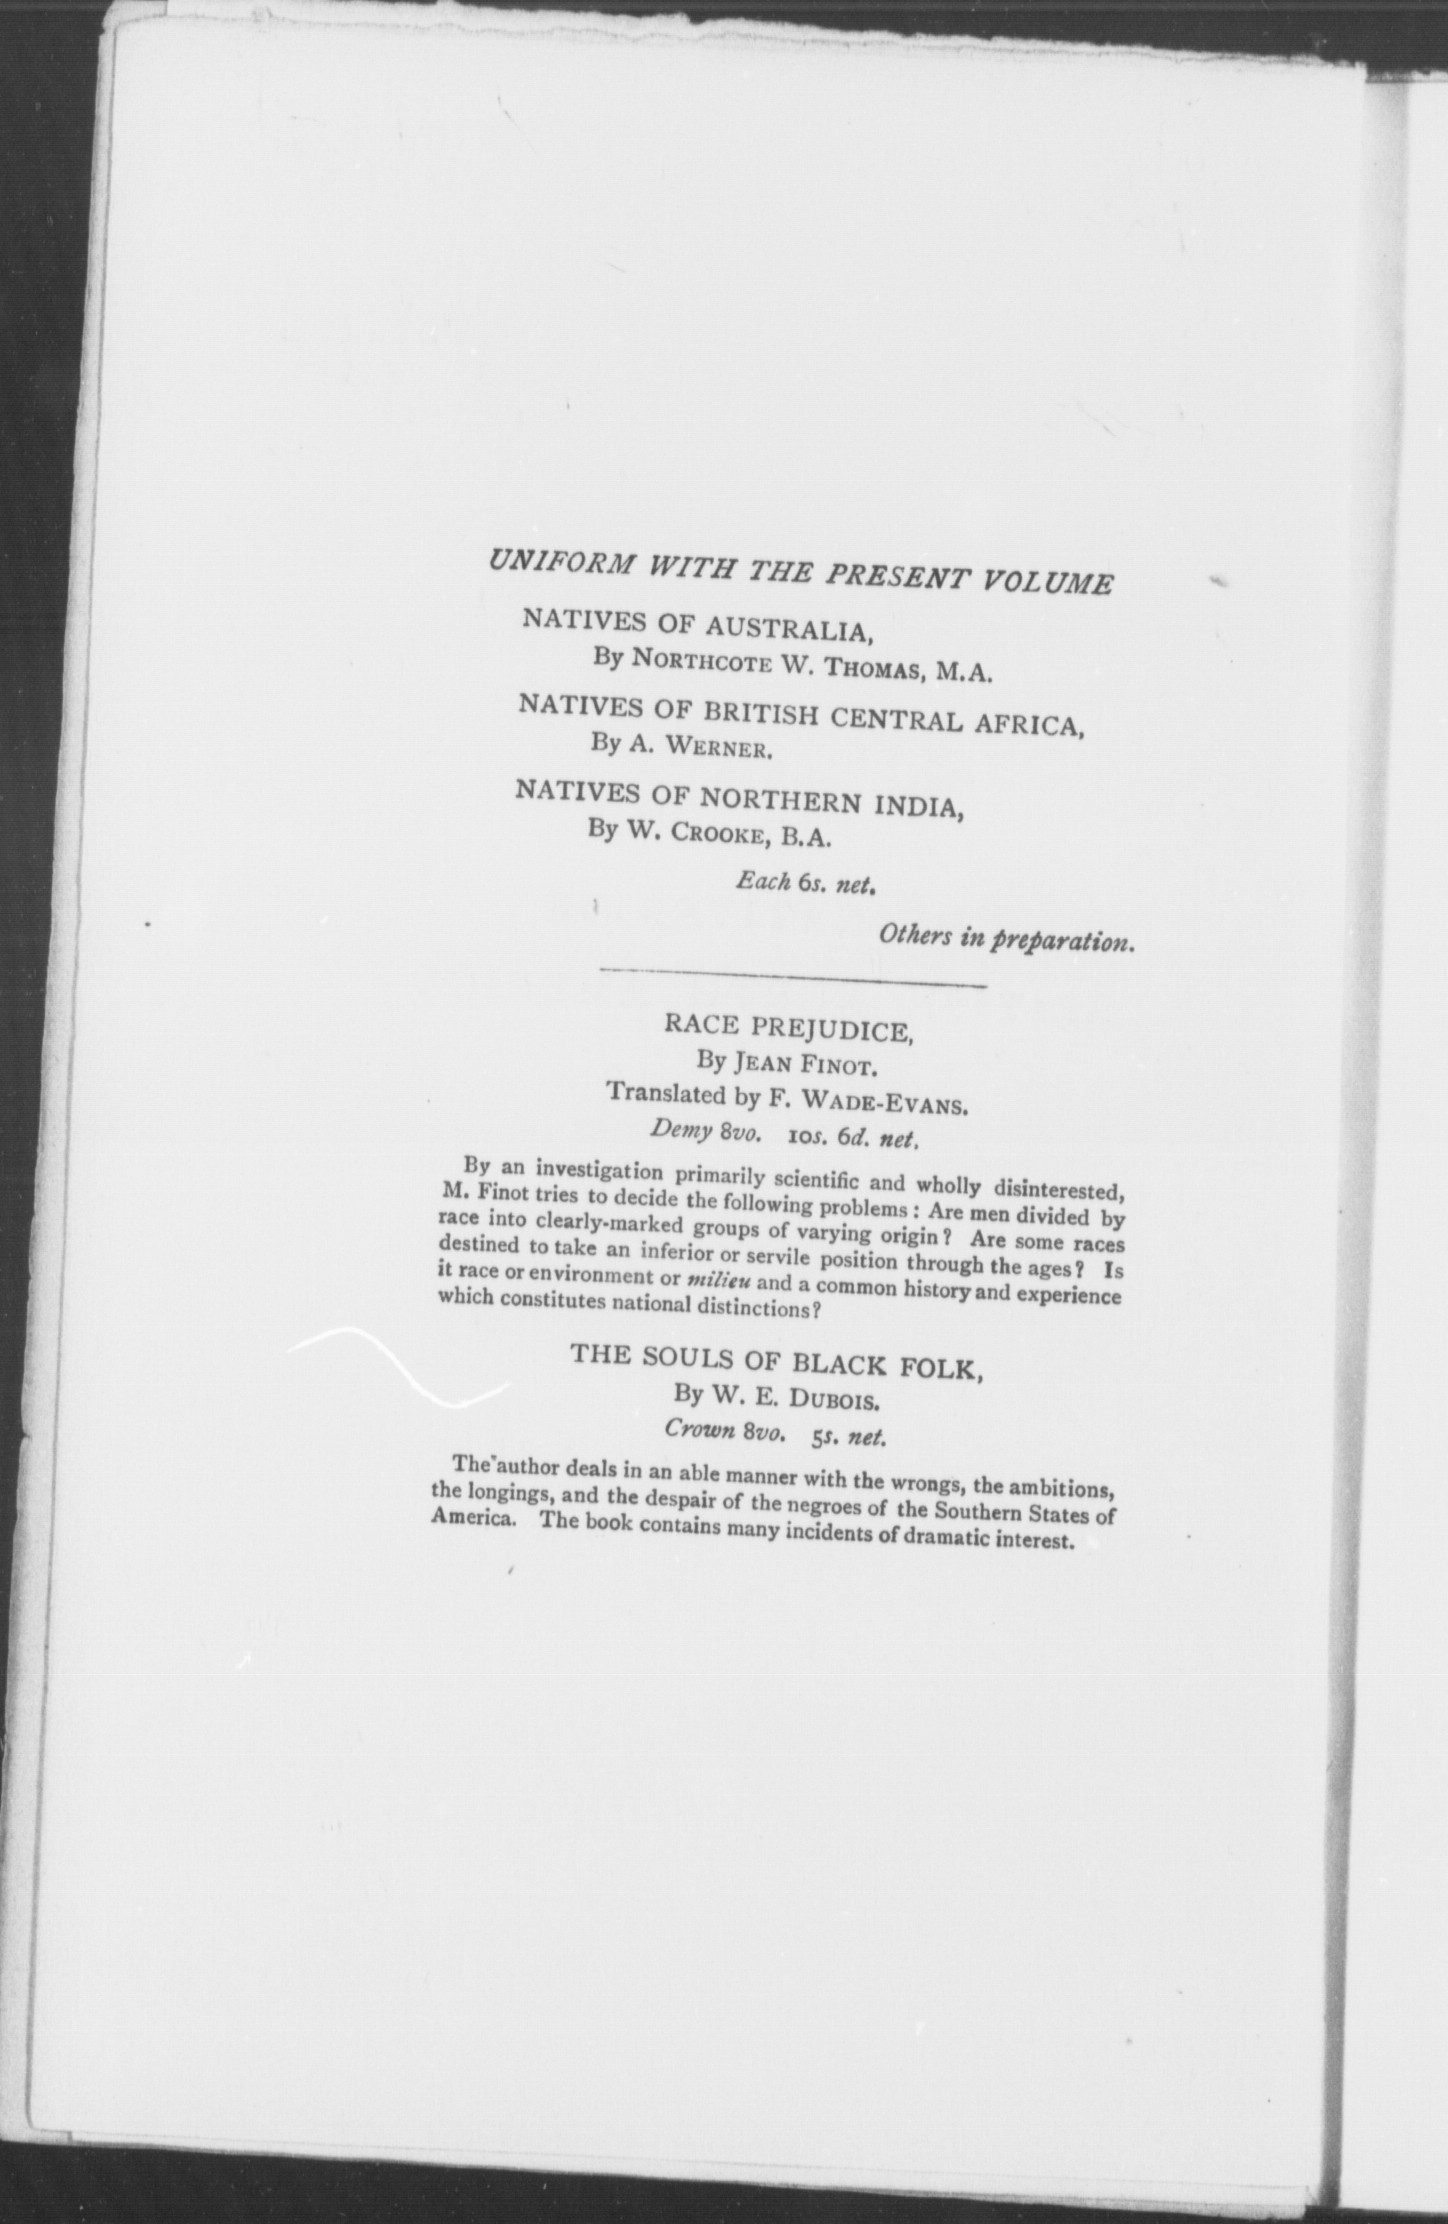 UNIFORM WITH THE PRESENT VOLUME
NATIVES OF AUSTRALIA,
By NORTHCOTE W. THOMAS, M.A.
NATIVES OF BRITISH CENTRAL AFRICA,
By A. WERNER.
NATIVES OF NORTHERN INDIA,
By W. CROOKE, B.A.
Each 6s. net.
Others in preparation.
RACE PREJUDICE,
By JEAN FINOT.
Translated by F. WADE-EVANS.
Demy 8vo. 10s. 6d. net.
By an investigation primarily scientific and wholly disinterested,
M. Finot tries to decide the following problems: Are men divided by
race into clearly-marked groups of varying origin? Are some races
destined to take an inferior or servile position through the ages? Is
it race or environment or milieu and a common history and experience
which constitutes national distinctions?
THE SOULS OF BLACK FOLK,
By W. E. DUBOIS.
Crown 8vo. 5s. net.
The author deals in an able manner with the wrongs, the ambitions,
the longings, and the despair of the negroes of the Southern States of
America. The book contains many incidents of dramatic interest.